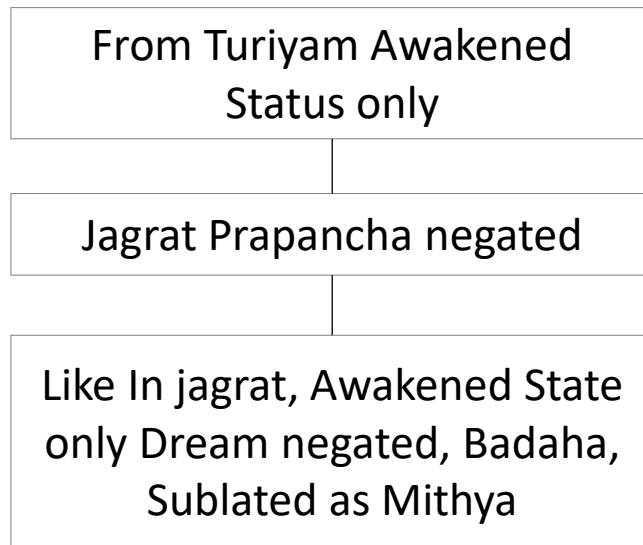 From Turiyam Awakened
Status only
Jagrat Prapancha negated
Like In jagrat, Awakened State
only Dream negated, Badaha,
Sublated as Mithya